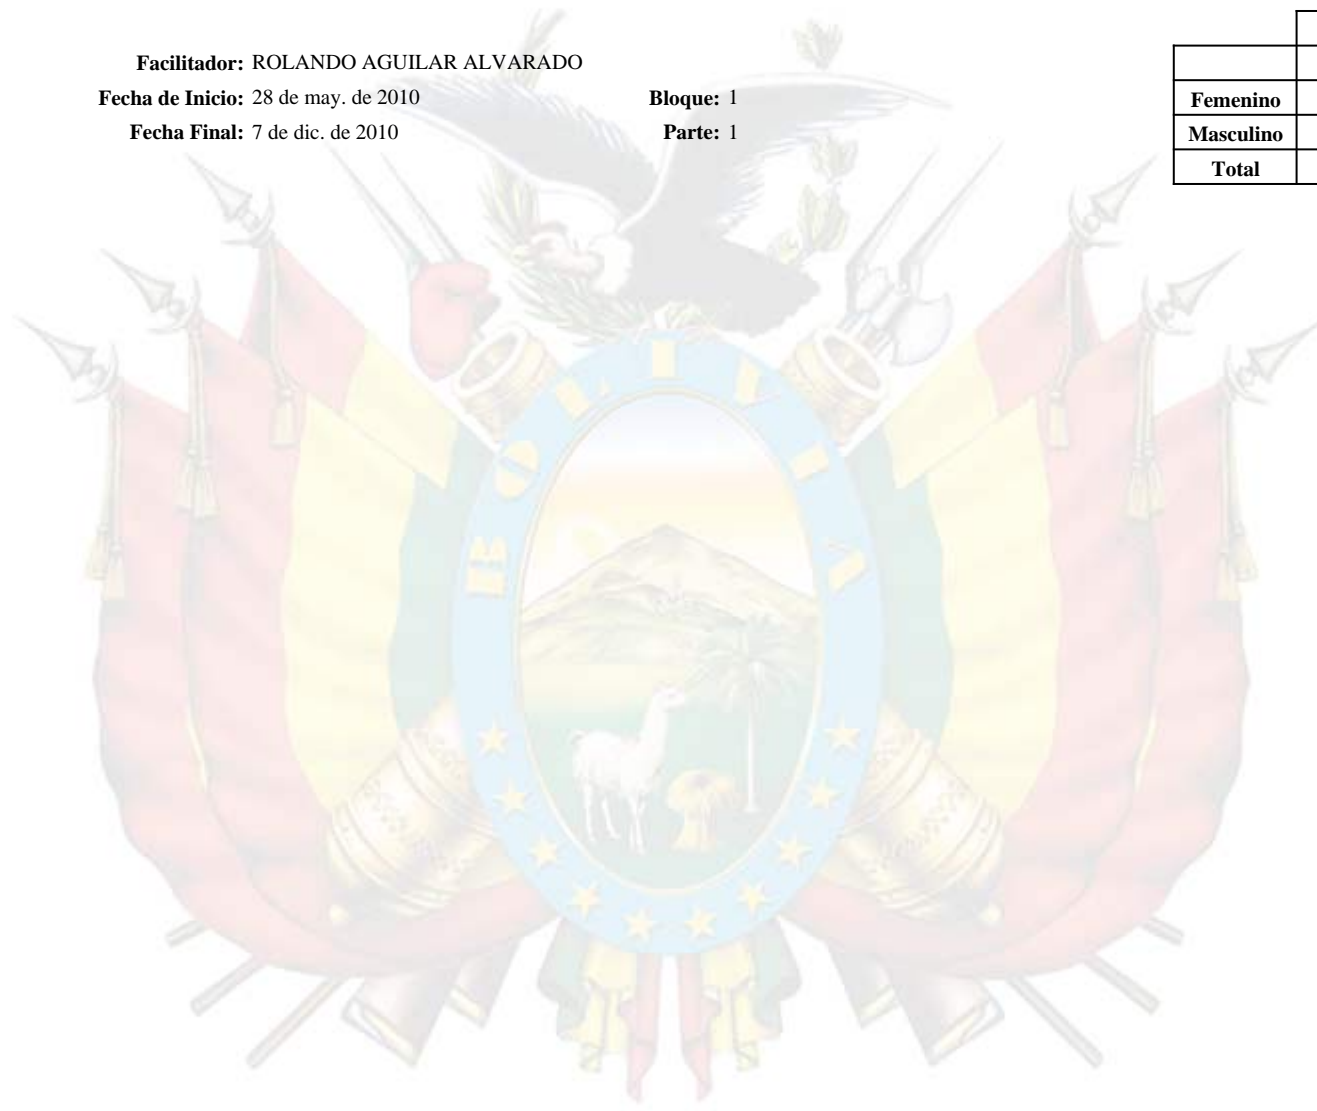 Facilitador: ROLANDO AGUILAR ALVARADO
Fecha de Inicio: 28 de may. de 2010 Bloque: 1
Fecha Final: 7 de dic. de 2010 Parte: 1
Femenino
Masculino
Total
BOLIVIA